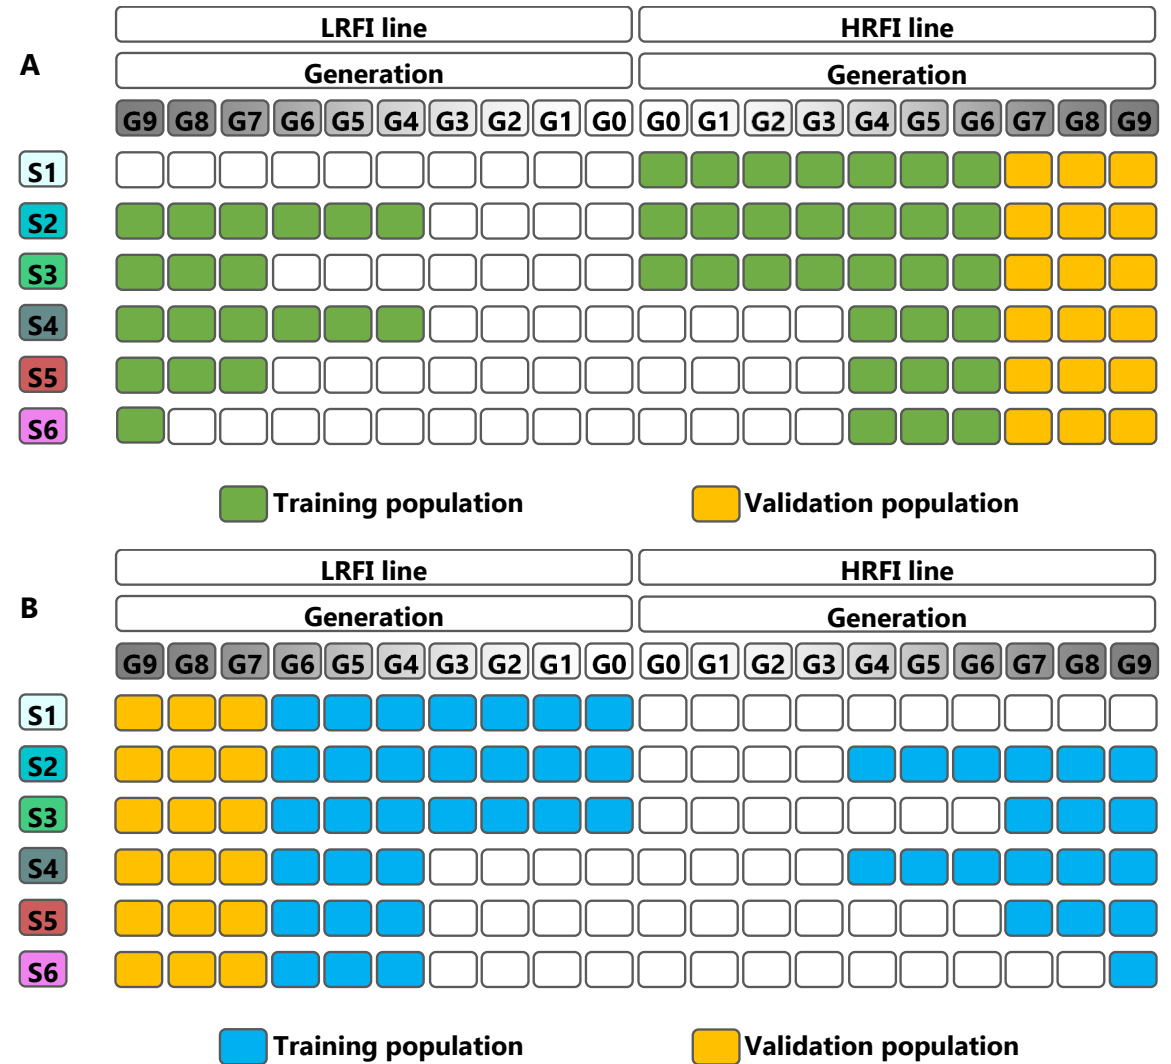 LRFI line HRFI line
A
Generation Generation
G9 G8 G7 G6 G5 G4 G3 G2 G1 G0 G0 G1 G2 G3 G4 G5 G6 G7 G8 G9
S1
S2
S3
S4
S5
S6
Training population Validation population
LRFI line HRFI line
B
Generation Generation
G9 G8 G7 G6 G5 G4 G3 G2 G1 G0 G0 G1 G2 G3 G4 G5 G6 G7 G8 G9
S1
S2
S3
S4
S5
S6
Training population Validation population